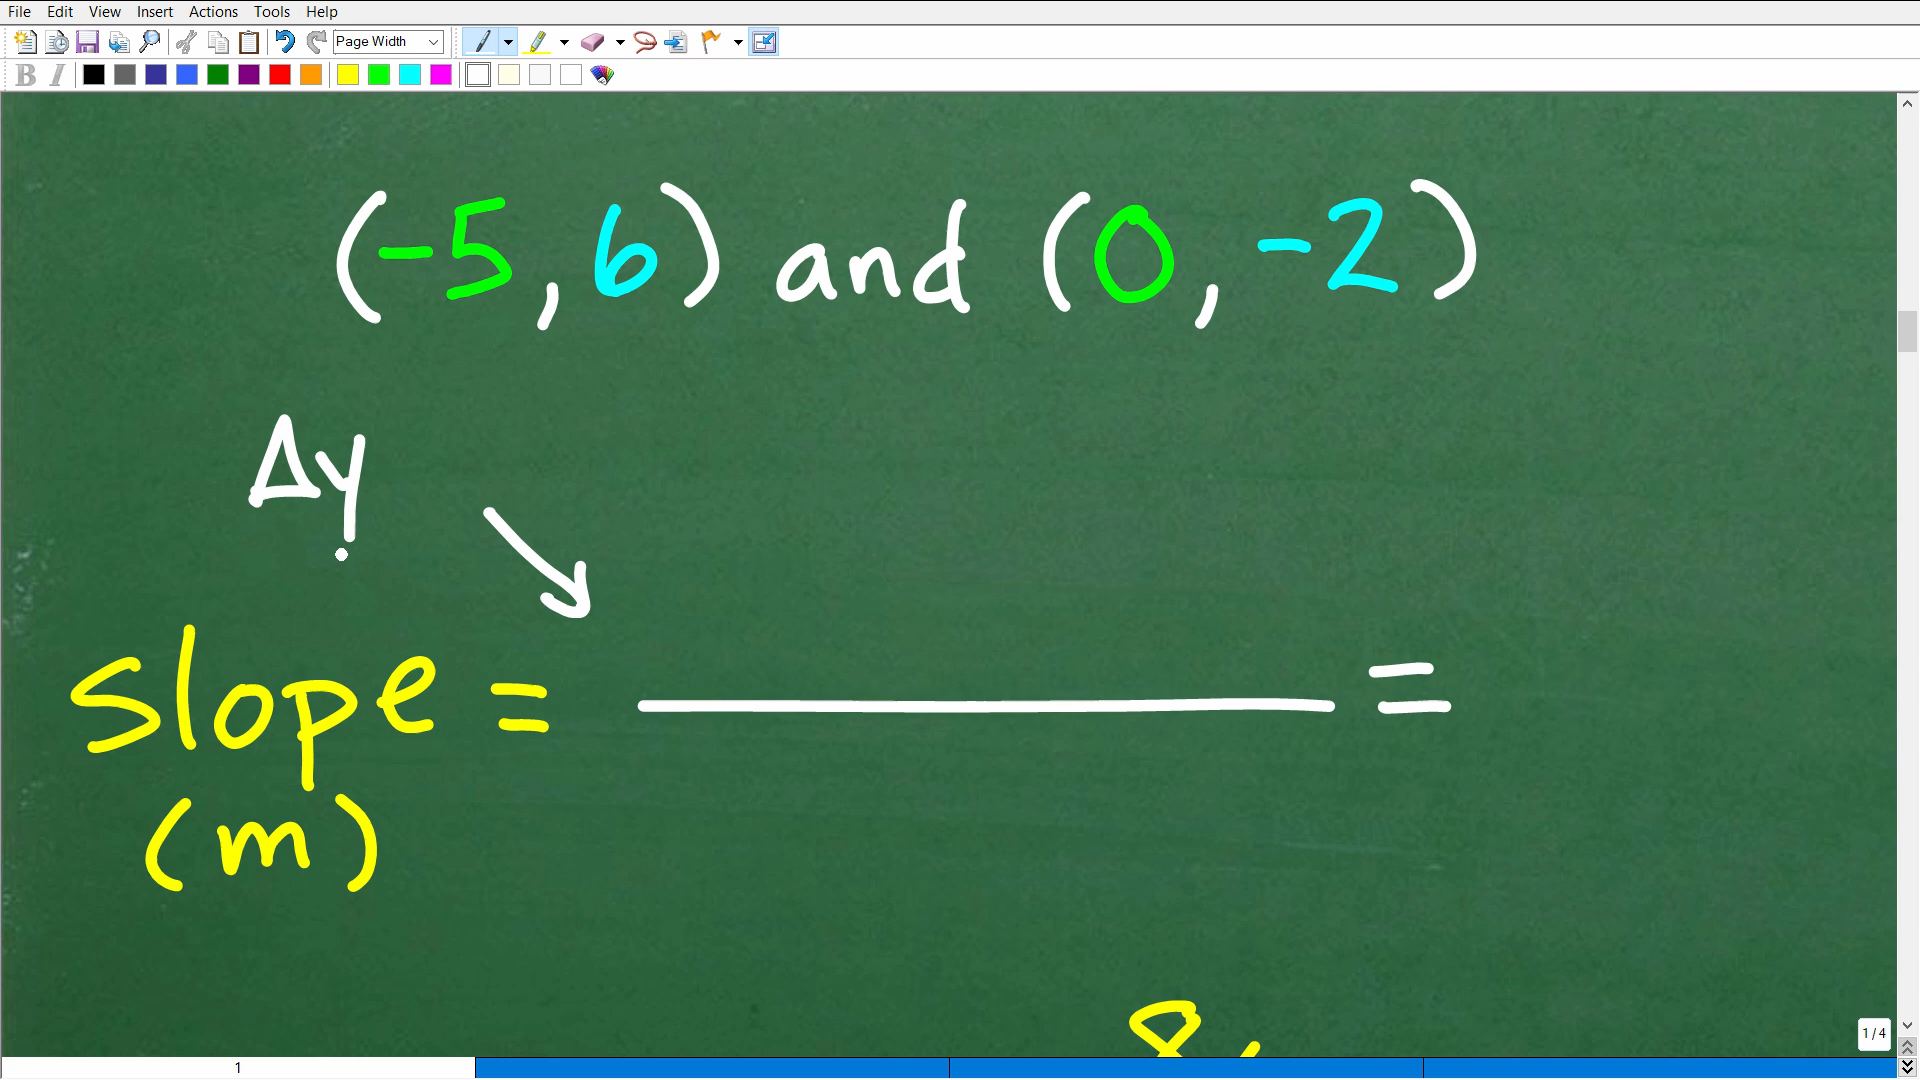 File Edit View Insert Actions Tools Help
Page Width
B I
(-5, 6) and (0, -2)
Δy
Slope = =
(m)
8
1 / 4
1